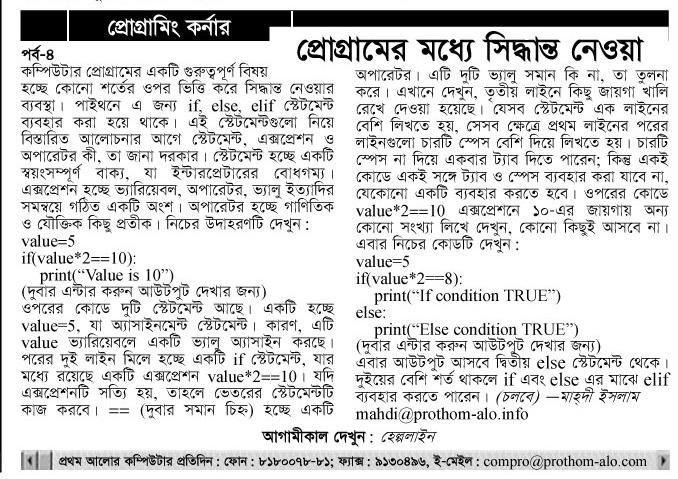 প্রোগ্রামিং কর্নার
পর্ব-৪
প্রোগ্রামের মধ্যে সিদ্ধান্ত নেওয়া
কম্পিউটার প্রোগ্রামের একটি গুরুত্বপূর্ণ বিষয়
হচ্ছে কোনো শর্তের ওপর ভিত্তি করে সিদ্ধান্ত নেওয়ার
ব্যবস্থা। পাইথনে এ জন্য if, else, elif স্টেটমেন্ট
ব্যবহার করা হয়ে থাকে। এই স্টেটমেন্টগুলো নিয়ে
বিস্তারিত আলোচনার আগে স্টেটমেন্ট, এক্সপ্রেশন ও
অপারেটর কী, তা জানা দরকার। স্টেটমেন্ট হচ্ছে একটি
স্বয়ংসম্পূর্ণ বাক্য, যা ইন্টারপ্রেটারের বোধগম্য।
এক্সপ্রেশন হচ্ছে ভ্যারিয়েবল, অপারেটর, ভ্যালু ইত্যাদির
সমন্বয়ে গঠিত একটি অংশ। অপারেটর হচ্ছে গাণিতিক
ও যৌক্তিক কিছু প্রতীক। নিচের উদাহরণটি দেখুন :
value=5
if(value*2==10):
print(“Value is 10”)
(দুবার এন্টার করুন আউটপুট দেখার জন্য)
ওপরের কোডে দুটি স্টেটমেন্ট আছে। একটি হচ্ছে
value=5, যা অ্যাসাইনমেন্ট স্টেটমেন্ট। কারণ, এটি
value ভ্যারিয়েবলে একটি ভ্যালু অ্যাসাইন করছে।
পরের দুই লাইন মিলে হচ্ছে একটি if স্টেটমেন্ট, যার
মধ্যে রয়েছে একটি এক্সপ্রেশন value*2==10। যদি
এক্সপ্রেশনটি সত্যি হয়, তাহলে ভেতরের স্টেটমেন্টটি
কাজ করবে। == (দুবার সমান চিহ্ন) হচ্ছে একটি
অপারেটর। এটি দুটি ভ্যালু সমান কি না, তা তুলনা
করে। এখানে দেখুন, তৃতীয় লাইনে কিছু জায়গা খালি
রেখে দেওয়া হয়েছে। যেসব স্টেটমেন্ট এক লাইনের
বেশি লিখতে হয়, সেসব ক্ষেত্রে প্রথম লাইনের পরের
লাইনগুলো চারটি স্পেস বেশি দিয়ে লিখতে হয়। চারটি
স্পেস না দিয়ে একবার ট্যাব দিতে পারেন; কিন্তু একই
কোডে একই সঙ্গে ট্যাব ও স্পেস ব্যবহার করা যাবে না,
যেকোনো একটি ব্যবহার করতে হবে। ওপরের কোডে
value*2==10 এক্সপ্রেশনে ১০-এর জায়গায় অন্য
কোনো সংখ্যা লিখে দেখুন, কোনো কিছুই আসবে না।
এবার নিচের কোডটি দেখুন :
value=5
if(value*2==8):
print(“If condition TRUE”)
else:
print(“Else condition TRUE”)
(দুবার এন্টার করুন আউটপুট দেখার জন্য)
এবার আউটপুট আসবে দ্বিতীয় else স্টেটমেন্ট থেকে।
দুইয়ের বেশি শর্ত থাকলে if এবং else এর মাঝে elif
ব্যবহার করতে পারেন। (চলবে) —মাহ্‌দী ইসলাম
mahdi@prothom-alo.info
আগামীকাল দেখুন : হেল্পলাইন
প্রথম আলোর কম্পিউটার প্রতিদিন : ফোন : ৮১৮০০৭৮-৮১; ফ্যাক্স : ৯১৩০৪৯৬, ই-মেইল : compro@prothom-alo.com